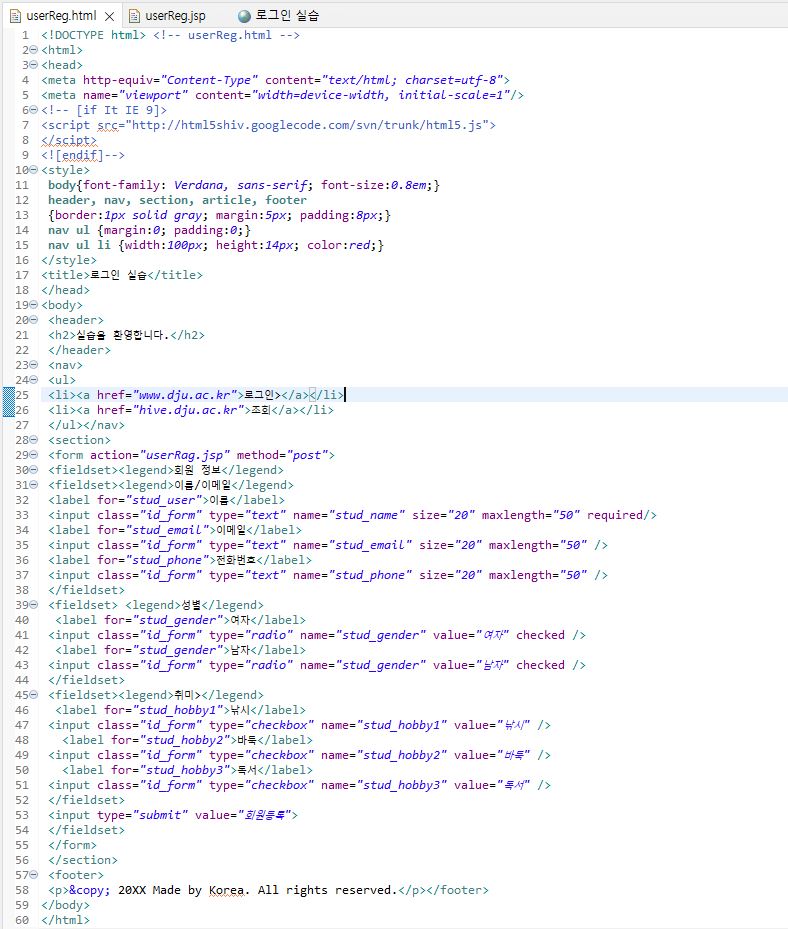 userReg.html userReg.jsp 로그인 실습
1 <!DOCTYPE html> <!-- userReg.html -->
2 <html>
3 <head>
4 <meta http-equiv="Content-Type" content="text/html; charset=utf-8">
5 <meta name="viewport" content="width=device-width, initial-scale=1"/>
6 <!-- [if It IE 9]>
7 <script src="http://html5shiv.googlecode.com/svn/trunk/html5.js">
8 </scipt>
9 <![endif]-->
10 <style>
11 body{font-family: Verdana, sans-serif; font-size:0.8em;}
12 header, nav, section, article, footer
13 {border:1px solid gray; margin:5px; padding:8px;}
14 nav ul {margin:0; padding:0;}
15 nav ul li {width:100px; height:14px; color:red;}
16 </style>
17 <title>로그인 실습</title>
18 </head>
19 <body>
20 <header>
21 <h2>실습을 환영합니다.</h2>
22 </header>
23 <nav>
24 <ul>
25 <li><a href="www.dju.ac.kr">로그인></a></li>
26 <li><a href="hive.dju.ac.kr">조회</a></li>
27 </ul></nav>
28 <section>
29 <form action="userRag.jsp" method="post">
30 <fieldset><legend>회원 정보</legend>
31 <fieldset><legend>이름/이메일</legend>
32 <label for="stud_user">이름</label>
33 <input class="id_form" type="text" name="stud_name" size="20" maxlength="50" required/>
34 <label for="stud_email">이메일</label>
35 <input class="id_form" type="text" name="stud_email" size="20" maxlength="50" />
36 <label for="stud_phone">전화번호</label>
37 <input class="id_form" type="text" name="stud_phone" size="20" maxlength="50" />
38 </fieldset>
39 <fieldset> <legend>성별</legend>
40 <label for="stud_gender">여자</label>
41 <input class="id_form" type="radio" name="stud_gender" value="여자" checked />
42 <label for="stud_gender">남자</label>
43 <input class="id_form" type="radio" name="stud_gender" value="남자" checked />
44 </fieldset>
45 <fieldset><legend>취미></legend>
46 <label for="stud_hobby1">낚시</label>
47 <input class="id_form" type="checkbox" name="stud_hobby1" value="낚시" />
48 <label for="stud_hobby2">바둑</label>
49 <input class="id_form" type="checkbox" name="stud_hobby2" value="바둑" />
50 <label for="stud_hobby3">독서</label>
51 <input class="id_form" type="checkbox" name="stud_hobby3" value="독서" />
52 </fieldset>
53 <input type="submit" value="회원등록">
54 </fieldset>
55 </form>
56 </section>
57 <footer>
58 <p>&copy; 20XX Made by Korea. All rights reserved.</p></footer>
59 </body>
60 </html>